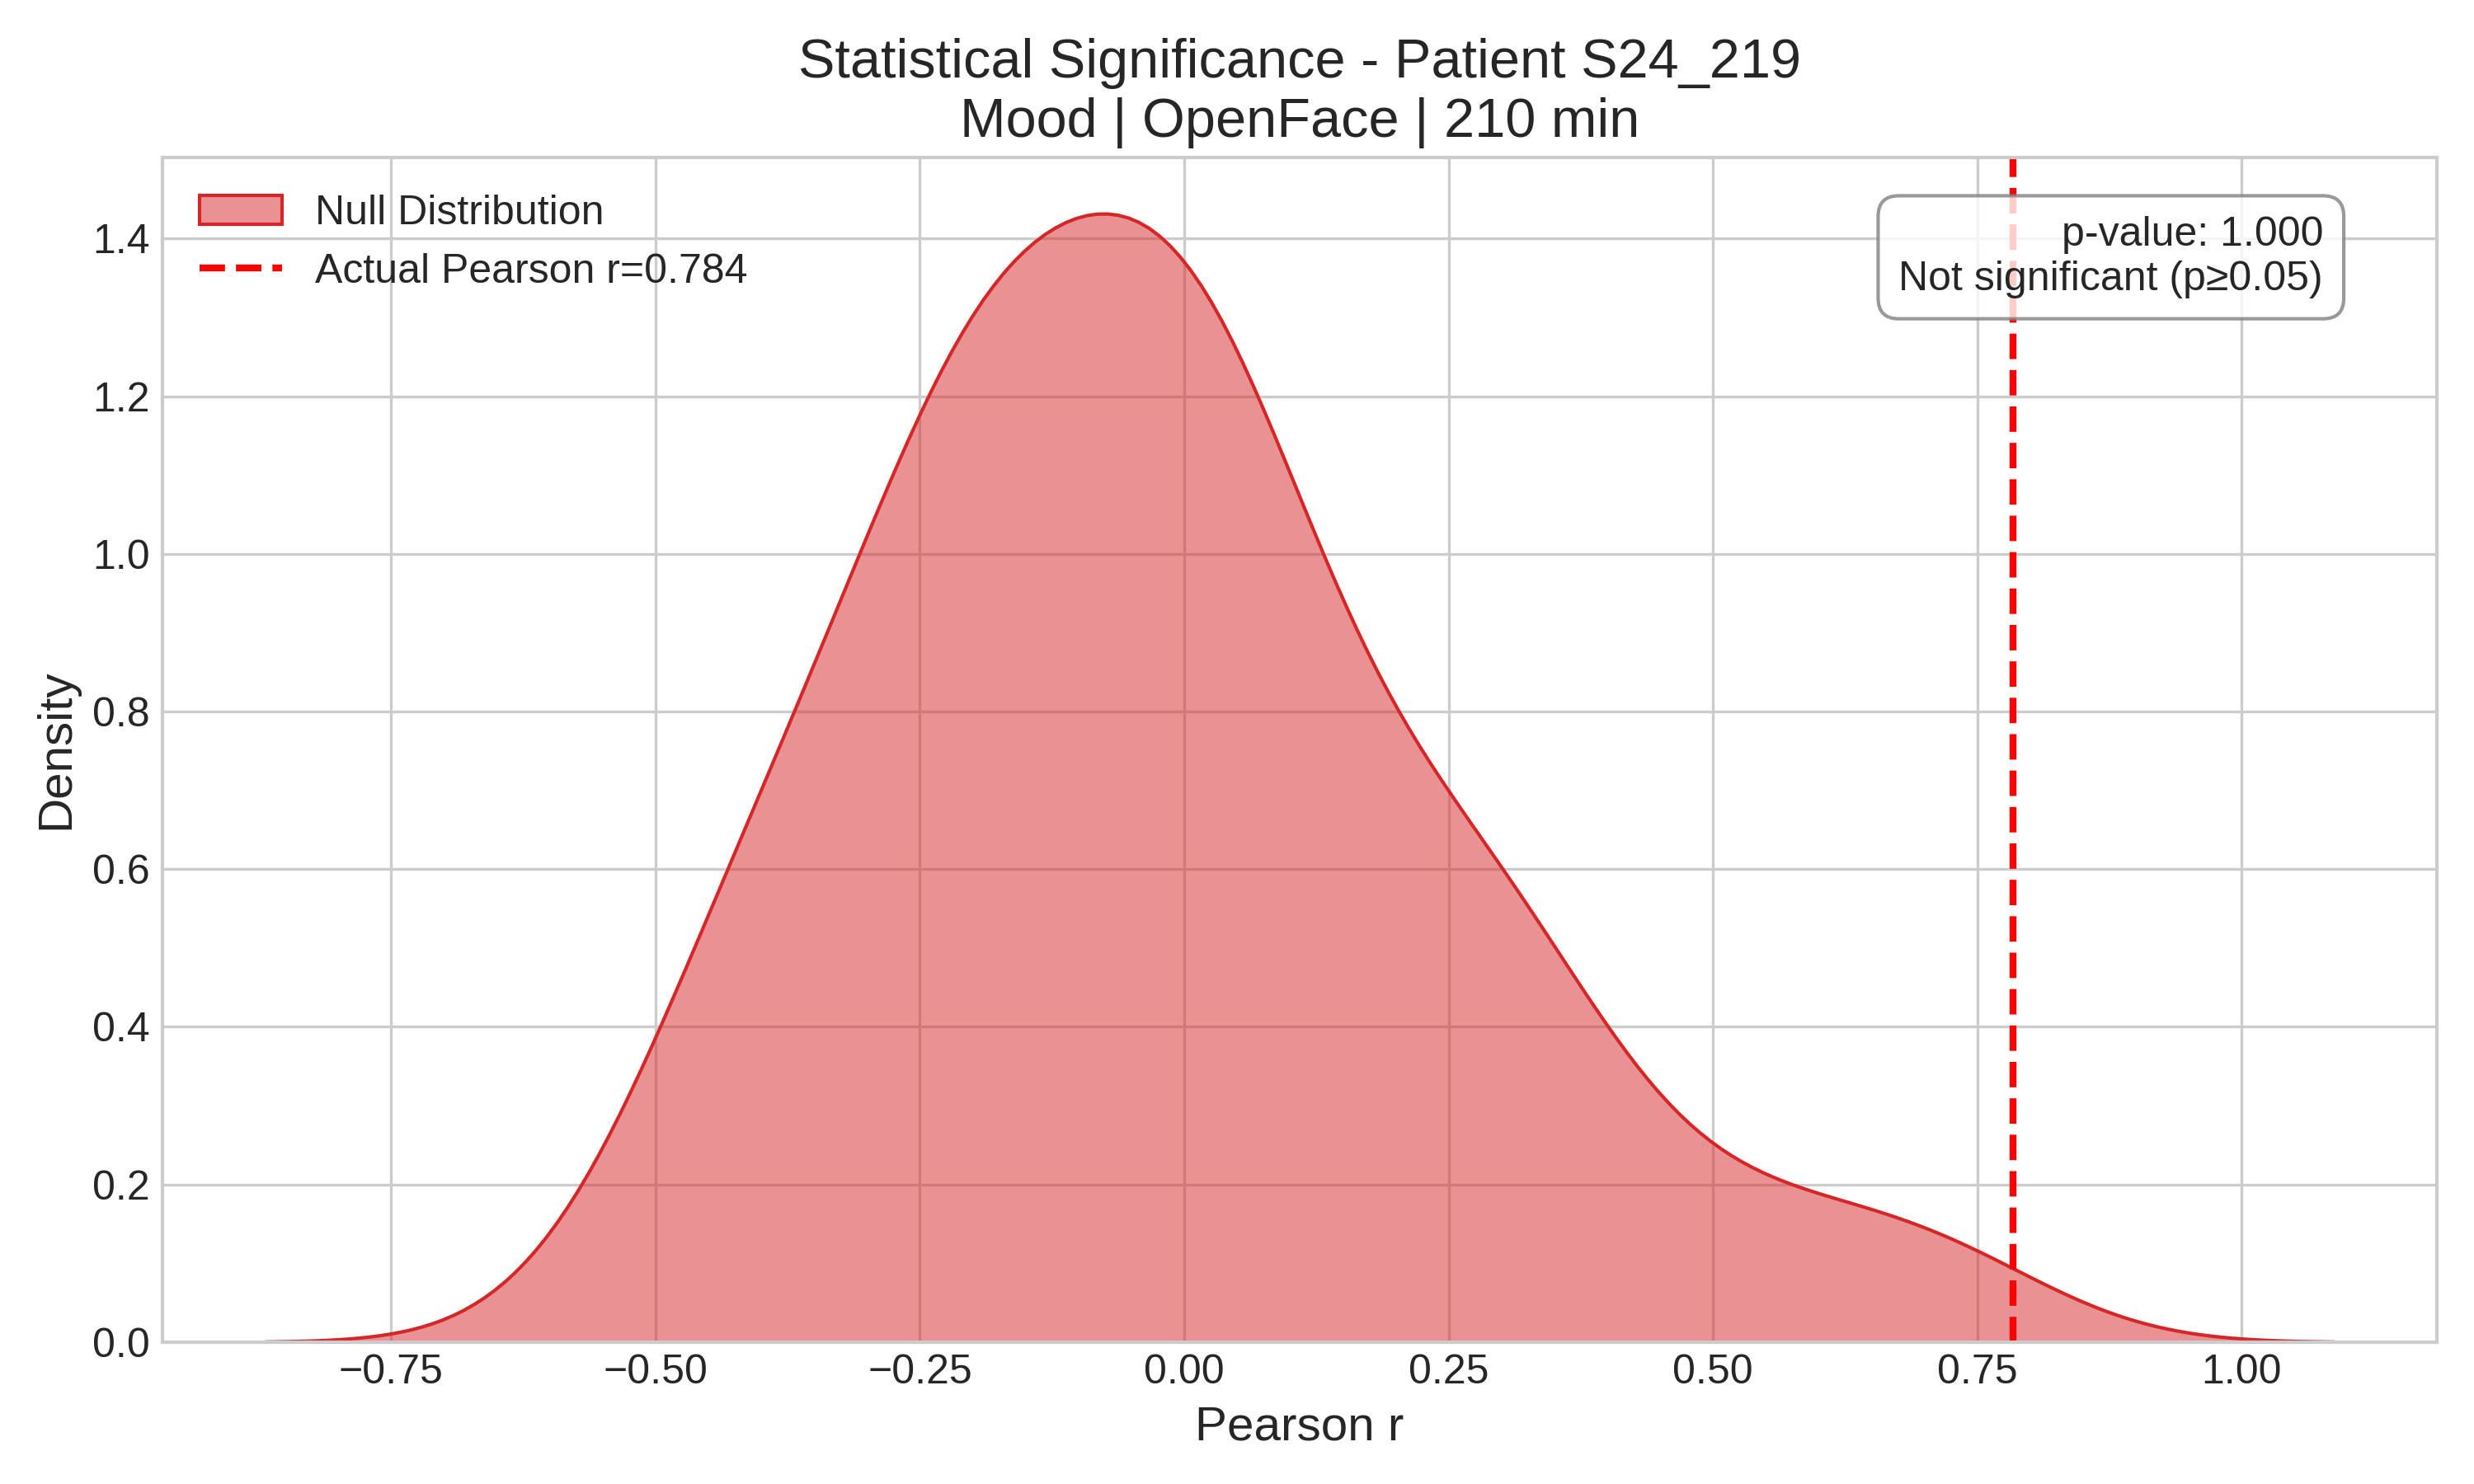 Statistical Significance - Patient S24_219
Mood | OpenFace | 210 min
Null Distribution
Actual Pearson r=0.784
p-value: 1.000
Not significant (p≥0.05)
Density
1.4
1.2
1.0
0.8
0.6
0.4
0.2
0.0
−0.75 −0.50 −0.25 0.00 0.25 0.50 0.75 1.00
Pearson r